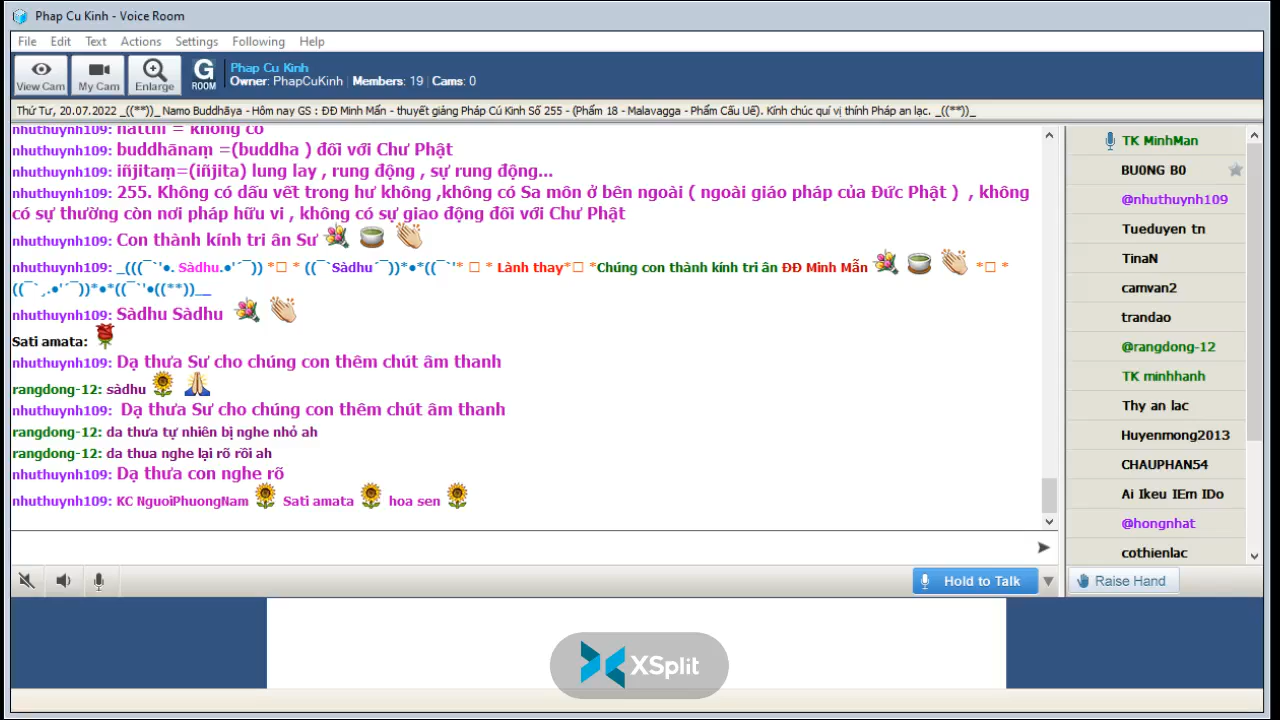 Phap Cu Kinh - Voice Room
File Edit Text Actions Settings Following Help
View Cam My Cam Enlarge G ROOM
Phap Cu Kinh
Owner: PhapCuKinh | Members: 19 | Cams: 0
Thứ Tư, 20.07.2022 _((**))_ Namo Buddhāya - Hôm nay GS : ĐĐ Minh Mẩn - thuyết giảng Pháp Cú Kinh Số 255 - (Phẩm 18 - Malavagga - Phẩm Cấu Uế). Kính chúc quí vị thính Pháp an lạc. _((**))_
nhuthuynh109: natthi = không có
nhuthuynh109: buddhānaṃ =(buddha ) đối với Chư Phật
nhuthuynh109: iñjitaṃ=(iñjita) lung lay , rung động , sự rung động...
nhuthuynh109: 255. Không có dấu vết trong hư không ,không có Sa môn ở bên ngoài ( ngoài giáo pháp của Đức Phật ) , không
có sự thường còn nơi pháp hữu vi , không có sự giao động đối với Chư Phật
nhuthuynh109: Con thành kính tri ân Sư
nhuthuynh109: _(((¯`'•. Sàdhu.•'´¯)) *□ * ((¯`Sàdhu´¯))*•*((¯`'* □ * Lành thay*□ *Chúng con thành kính tri ân ĐĐ Minh Mẫn *□ *
((¯`¸.•'´¯))*•*((¯`'•((**))__
nhuthuynh109: Sàdhu Sàdhu
Sati amata:
nhuthuynh109: Dạ thưa Sư cho chúng con thêm chút âm thanh
rangdong-12: sàdhu
nhuthuynh109: Dạ thưa Sư cho chúng con thêm chút âm thanh
rangdong-12: da thưa tự nhiên bị nghe nhỏ ah
rangdong-12: da thua nghe lại rõ rồi ah
nhuthuynh109: Dạ thưa con nghe rõ
nhuthuynh109: KC NguoiPhuongNam Sati amata hoa sen
TK MinhMan
BU0NG B0
@nhuthuynh109
Tueduyen tn
TinaN
camvan2
trandao
@rangdong-12
TK minhhanh
Thy an lac
Huyenmong2013
CHAUPHAN54
Ai Ikeu IEm IDo
@hongnhat
cothienlac
Hold to Talk
Raise Hand
XSplit